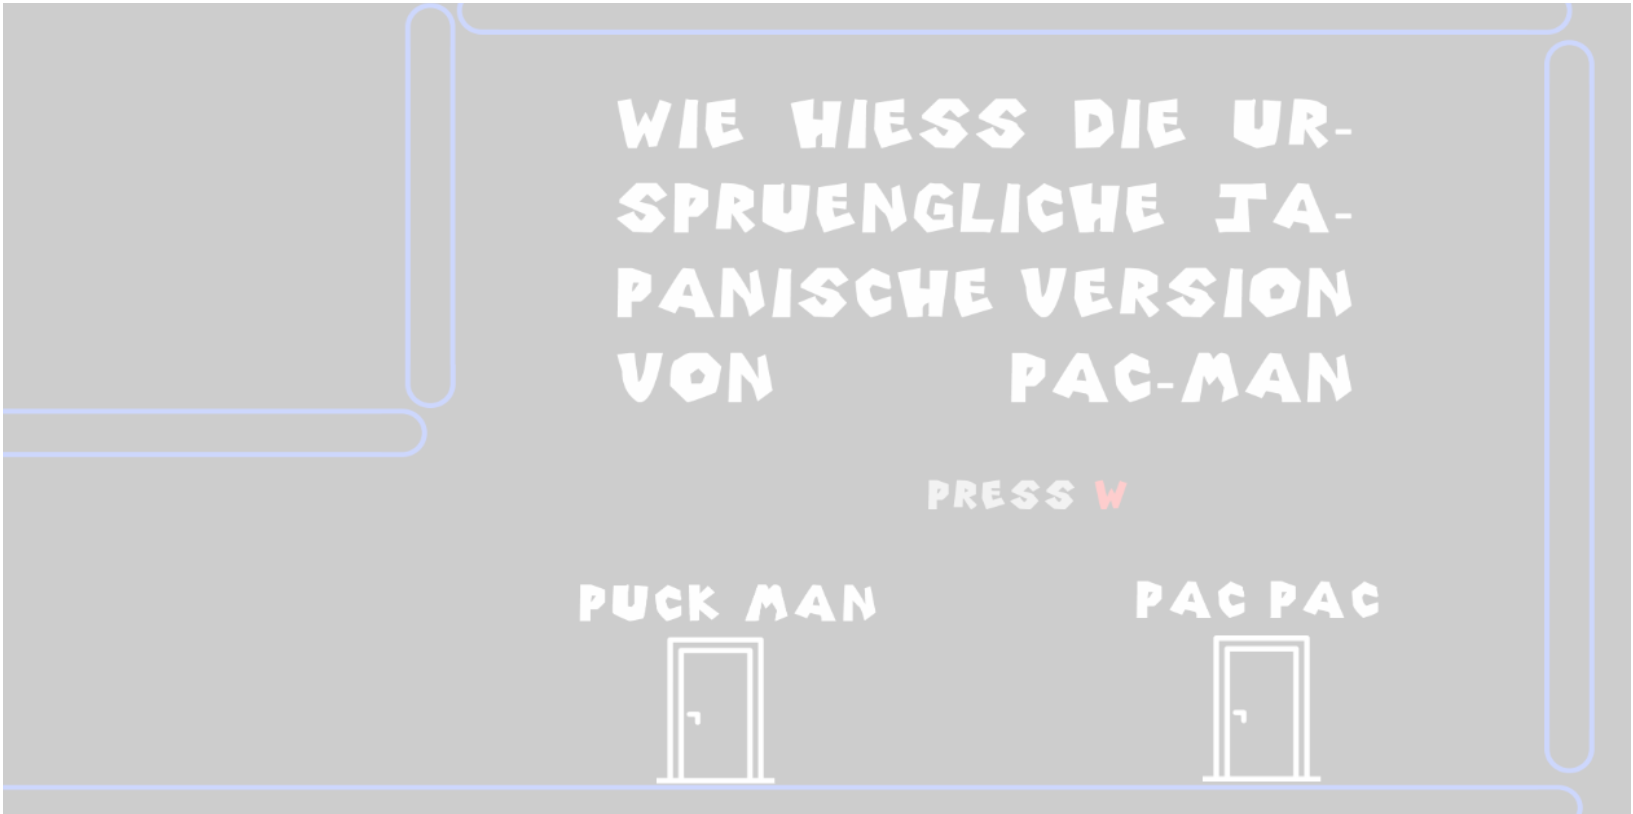 WIE HIESS DIE UR-
SPRUENGLICHE JA-
PANISCHE VERSION
VON PAC-MAN
PRESS W
PUCK MAN
PAC PAC